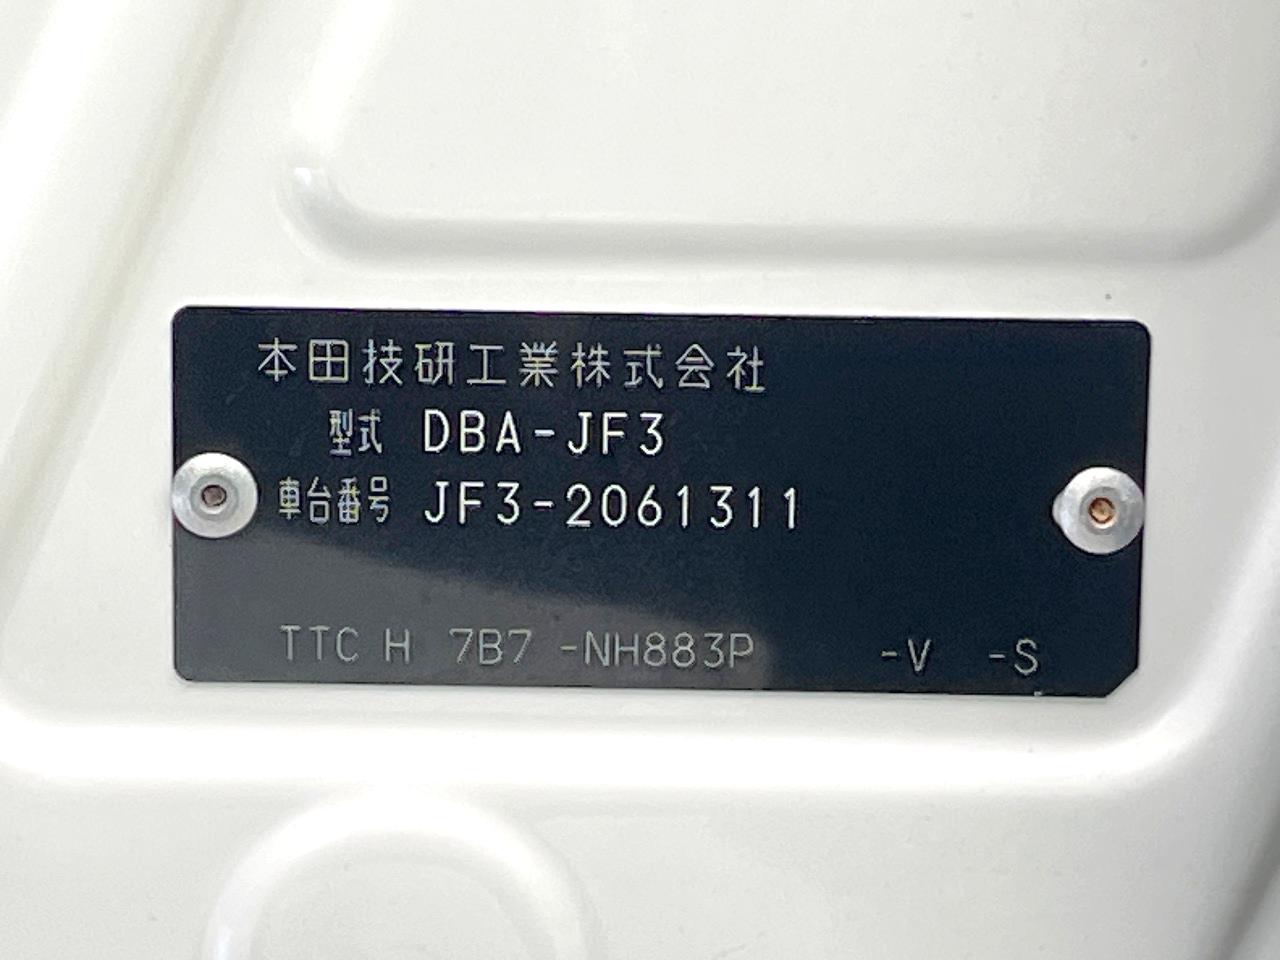 本田技研工業株式会社
型式 DBA-JF3
車台番号 JF3-2061311
TTC H 7B7 -NH883P -V -S